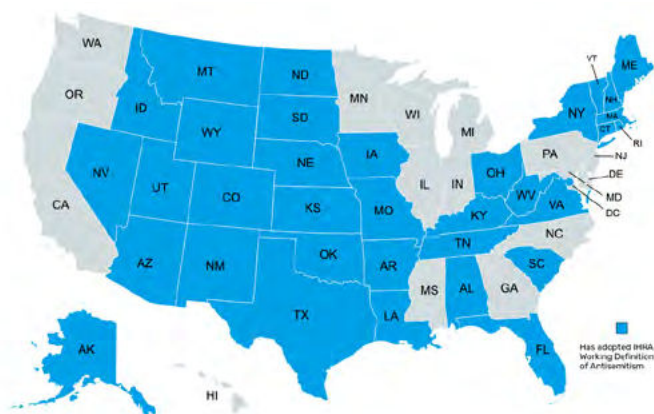 WA
MT
ND
MN
VT
ME
OR
ID
SD
WI
MI
NY
NH
MA
CT
RI
WY
NE
IA
PA
NJ
NV
UT
CO
IL
IN
OH
DE
MD
CA
KS
MO
WV
VA
DC
KY
AZ
NM
OK
AR
TN
NC
SC
MS
AL
GA
TX
LA
FL
AK
HI
Has adopted IHRA
Working Definition
of Antisemitism